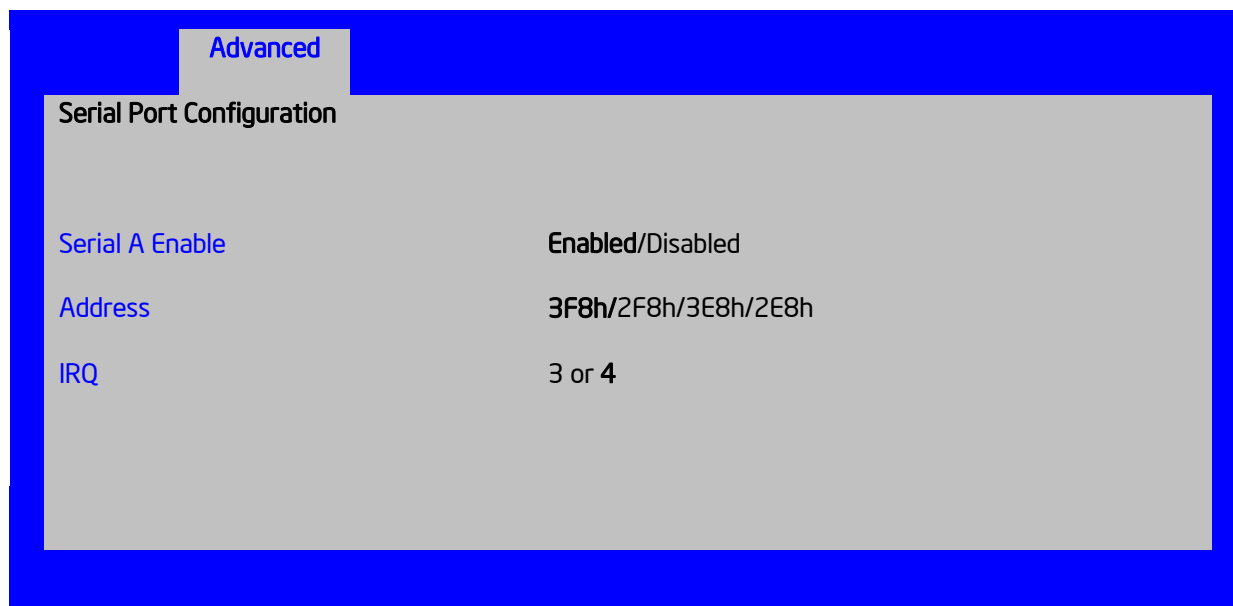 Advanced
Serial Port Configuration
Serial A Enable Enabled/Disabled
Address 3F8h/2F8h/3E8h/2E8h
IRQ 3 or 4